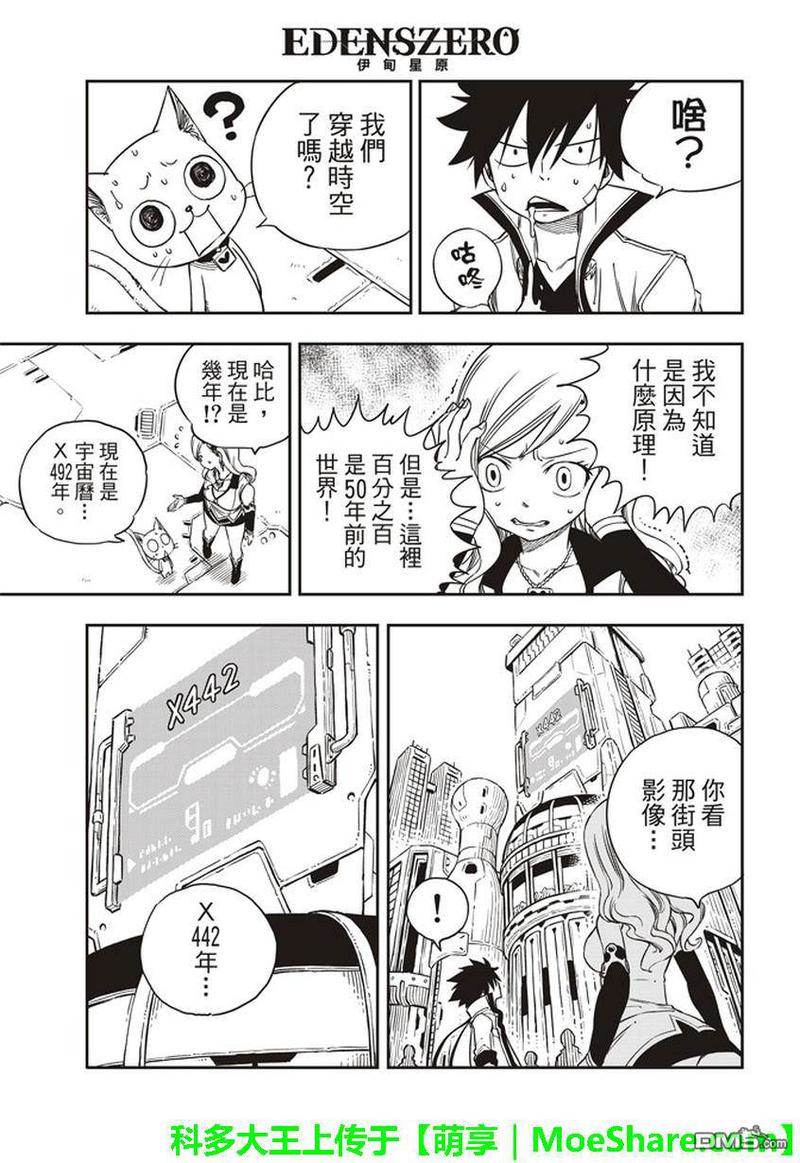 EDENSZERO
伊甸星原
啥？
咕咚
我們
穿越時空
了嗎？
？
我不知道
是因為
什麼原理！
但是…這裡
百分之百
是50年前的
世界！
哈比，
現在是
幾年!?
現在是
宇宙曆…
X
492年。
你看
那街頭
影像…
X442
！
X442
90
X
442
年…
科多大王上传于【萌享｜MoeShare.com】
DM5.com